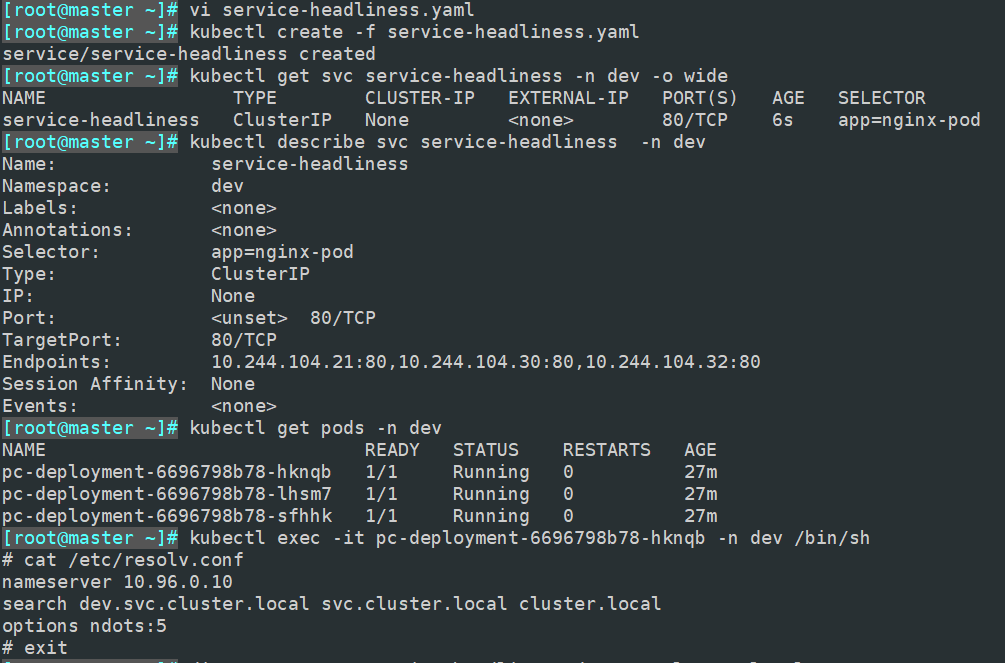 [root@master ~]# vi service-headliness.yaml
[root@master ~]# kubectl create -f service-headliness.yaml
service/service-headliness created
[root@master ~]# kubectl get svc service-headliness -n dev -o wide
NAME                 TYPE        CLUSTER-IP   EXTERNAL-IP   PORT(S)   AGE   SELECTOR
service-headliness   ClusterIP   None         <none>        80/TCP    6s    app=nginx-pod
[root@master ~]# kubectl describe svc service-headliness  -n dev
Name:              service-headliness
Namespace:         dev
Labels:            <none>
Annotations:       <none>
Selector:          app=nginx-pod
Type:              ClusterIP
IP:                None
Port:              <unset>  80/TCP
TargetPort:        80/TCP
Endpoints:         10.244.104.21:80,10.244.104.30:80,10.244.104.32:80
Session Affinity:  None
Events:            <none>
[root@master ~]# kubectl get pods -n dev
NAME                             READY   STATUS    RESTARTS   AGE
pc-deployment-6696798b78-hknqb   1/1     Running   0          27m
pc-deployment-6696798b78-lhsm7   1/1     Running   0          27m
pc-deployment-6696798b78-sfhhk   1/1     Running   0          27m
[root@master ~]# kubectl exec -it pc-deployment-6696798b78-hknqb -n dev /bin/sh
# cat /etc/resolv.conf
nameserver 10.96.0.10
search dev.svc.cluster.local svc.cluster.local cluster.local
options ndots:5
# exit